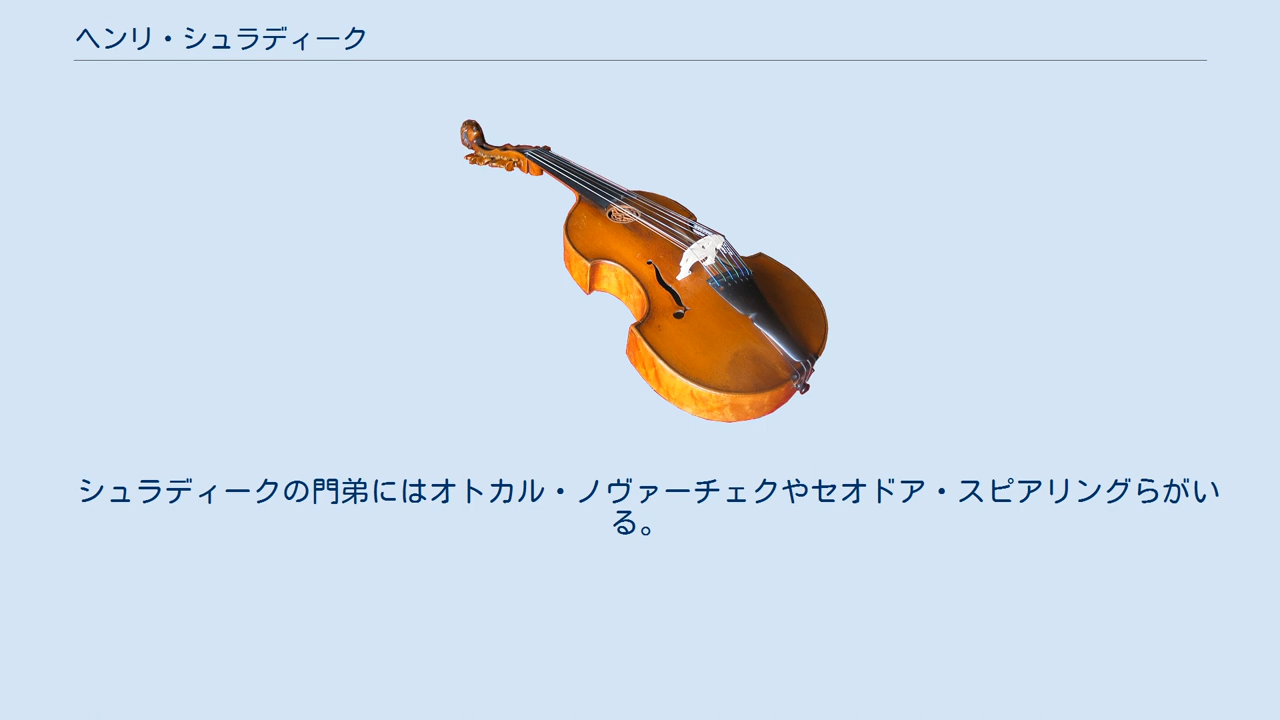 ヘンリ・シュラディーク
シュラディークの門弟にはオトカル・ノヴァーチェクやセオドア・スピアリングらがい
る。